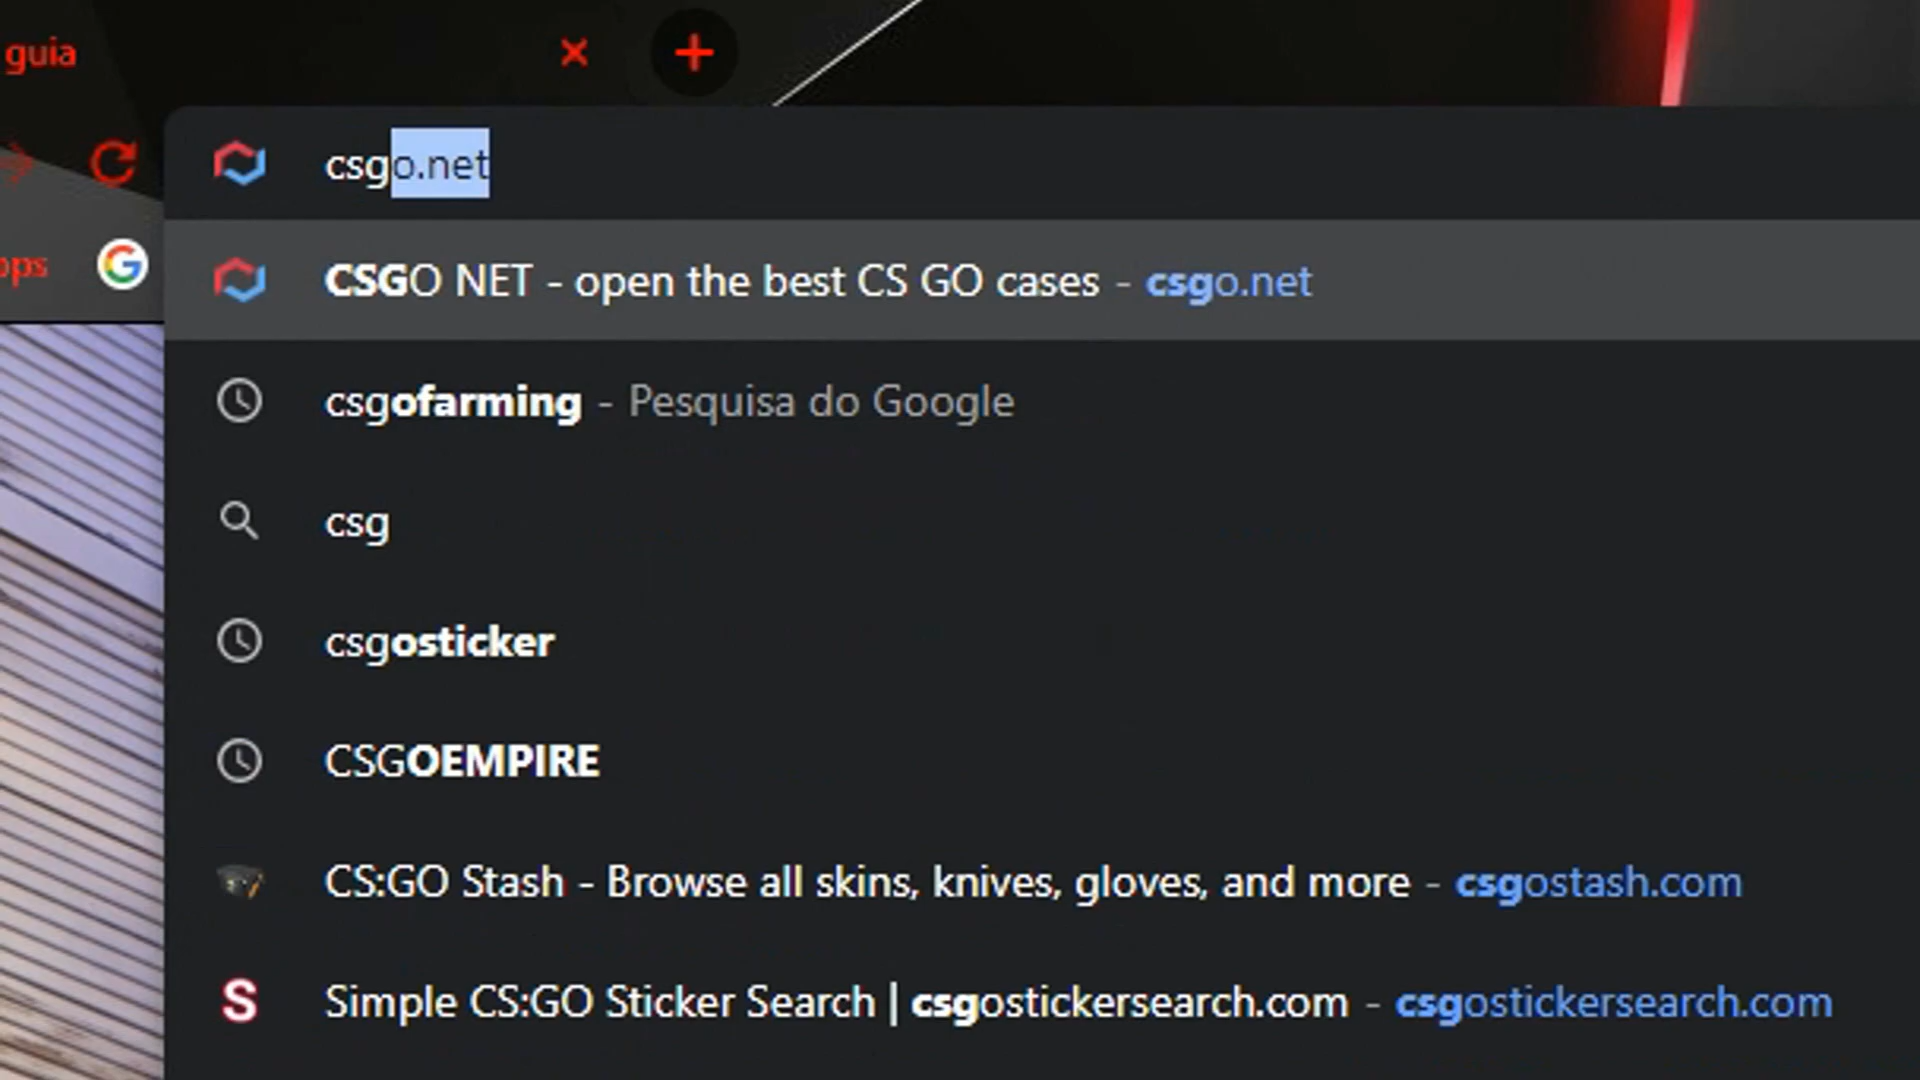 guia
csgo.net
CSGO NET - open the best CS GO cases - csgo.net
csgofarming - Pesquisa do Google
csg
csgosticker
CSGOEMPIRE
CS:GO Stash - Browse all skins, knives, gloves, and more - csgostash.com
S Simple CS:GO Sticker Search | csgostickersearch.com - csgostickersearch.com